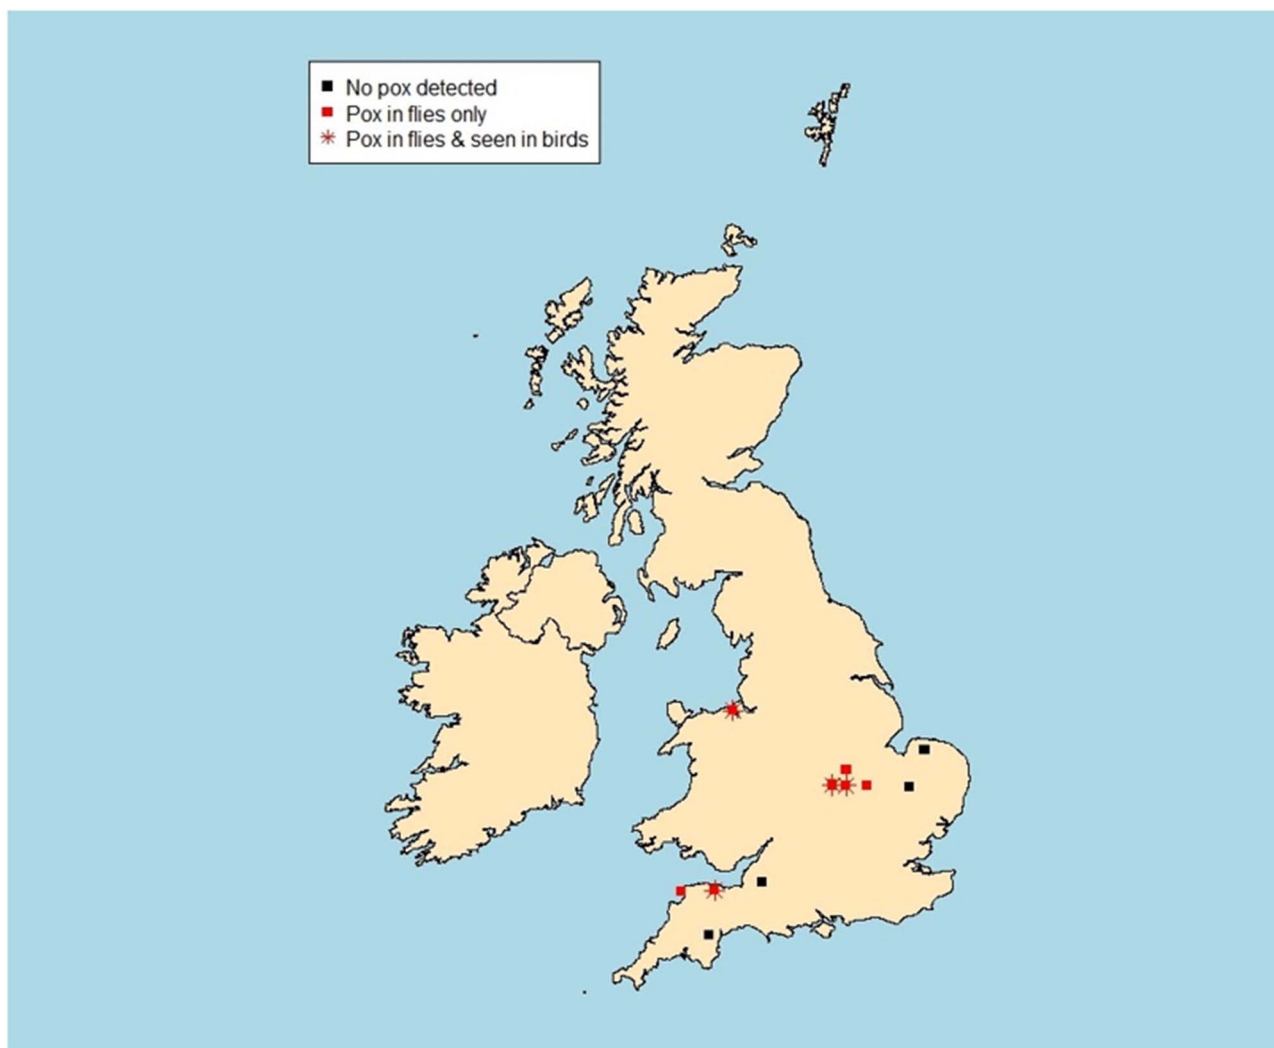 No pox detected
Pox in flies only
Pox in flies & seen in birds